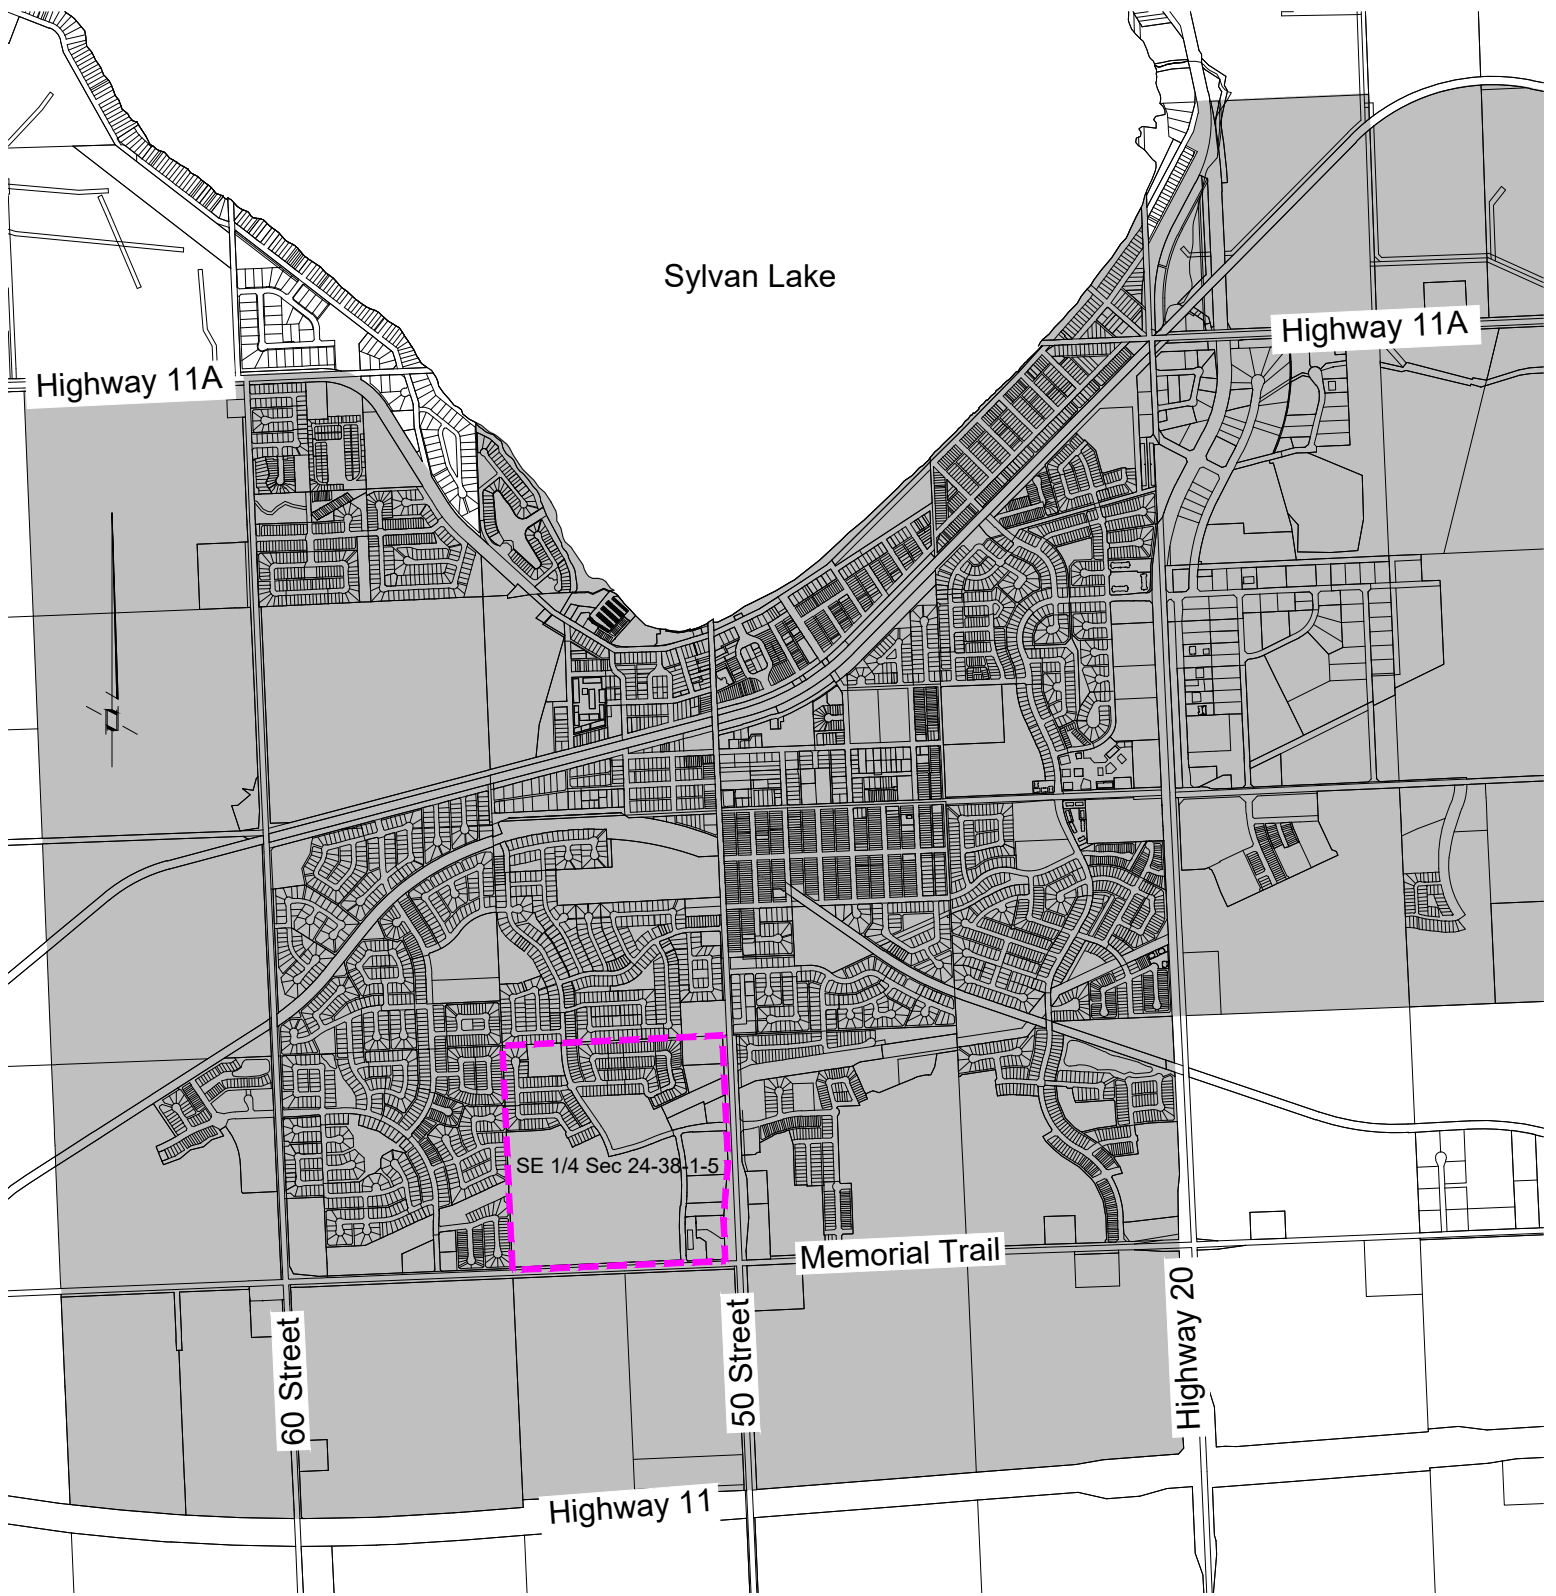 Sylvan Lake
Highway 11A
Highway 11A
SE 1/4 Sec 24-38-1-5
Memorial Trail
60 Street
50 Street
Highway 20
Highway 11